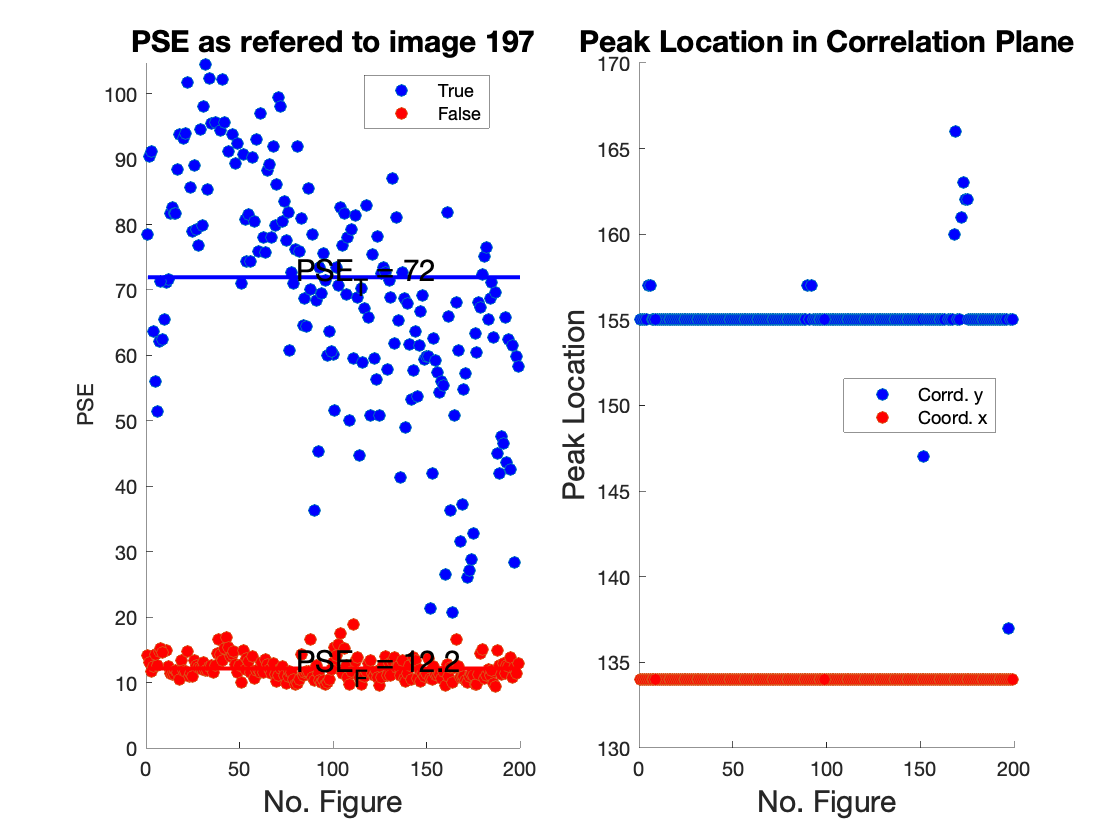 PSE as refered to image 197
True
False
PSE_T = 72
PSE_F = 12.2
PSE
100
90
80
70
60
50
40
30
20
10
0
0 50 100 150 200
No. Figure
Peak Location in Correlation Plane
Corrd. y
Coord. x
Peak Location
170
165
160
155
150
145
140
135
130
0 50 100 150 200
No. Figure